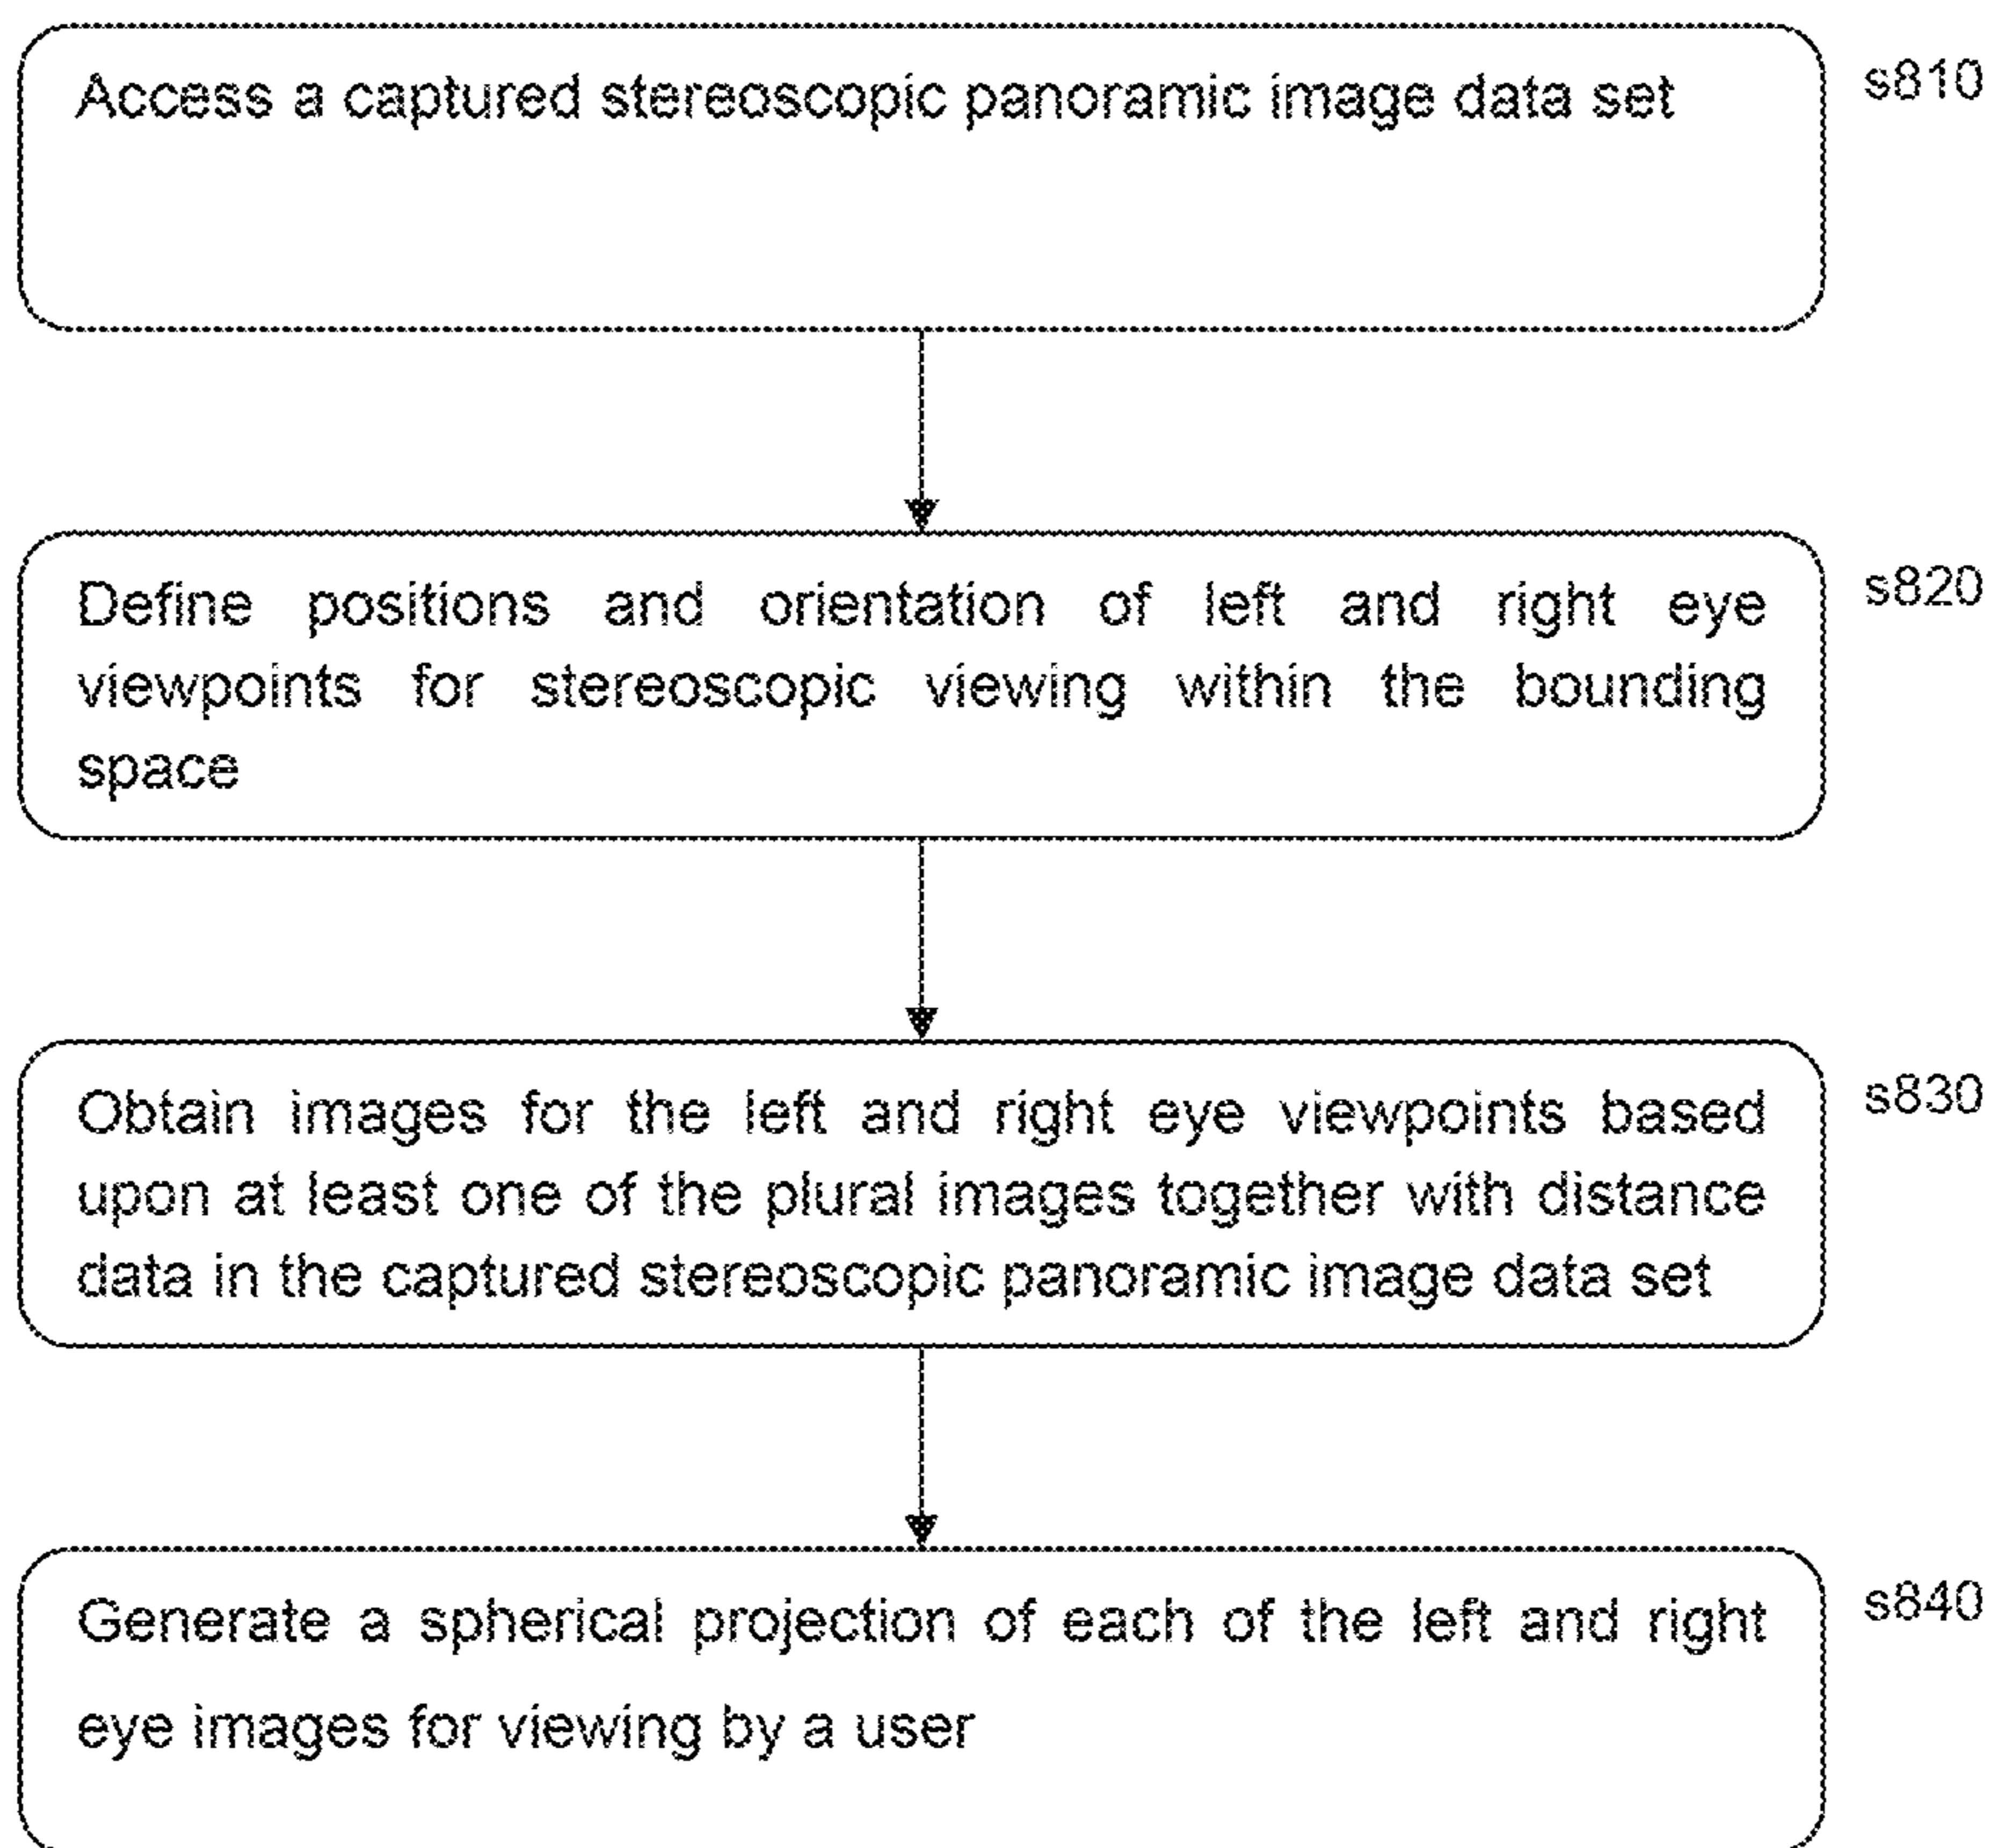 Access a captured stereoscopic panoramic image data set
s810
Define positions and orientation of left and right eye
viewpoints for stereoscopic viewing within the bounding
space
s820
Obtain images for the left and right eye viewpoints based
upon at least one of the plural images together with distance
data in the captured stereoscopic panoramic image data set
s830
Generate a spherical projection of each of the left and right
eye images for viewing by a user
s840